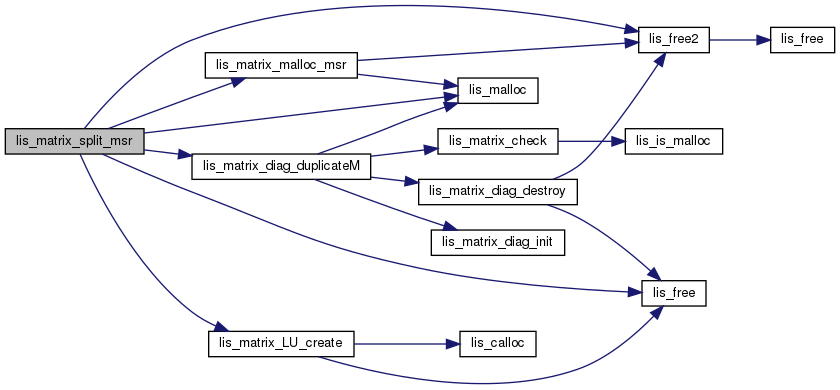 lis_free2
lis_free
lis_matrix_malloc_msr
lis_malloc
lis_matrix_split_msr
lis_matrix_check
lis_is_malloc
lis_matrix_diag_duplicateM
lis_matrix_diag_destroy
lis_matrix_diag_init
lis_free
lis_matrix_LU_create
lis_calloc